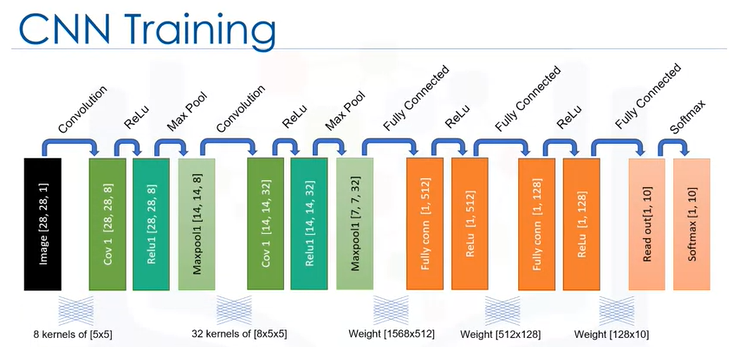 CNN Training
Convolution
ReLu
Max Pool
Convolution
ReLu
Max Pool
Fully Connected
ReLu
Fully Connected
ReLu
Fully Connected
Softmax
Image [28, 28, 1]
Cov 1 [28, 28, 8]
Relu1 [28, 28, 8]
Maxpool1 [14, 14, 8]
Cov 1 [14, 14, 32]
Relu1 [14, 14, 32]
Maxpool1 [7, 7, 32]
Fully conn [1, 512]
ReLu [1, 512]
Fully conn [1, 128]
ReLu [1, 128]
Read out[1, 10]
Softmax [1, 10]
8 kernels of [5x5]
32 kernels of [8x5x5]
Weight [1568x512]
Weight [512x128]
Weight [128x10]